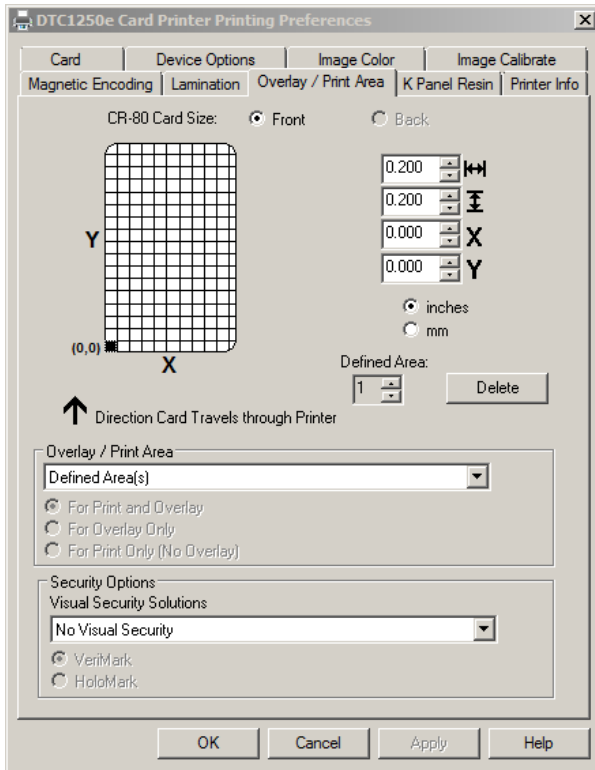 DTC1250e Card Printer Printing Preferences
Card Device Options Image Color Image Calibrate
Magnetic Encoding Lamination Overlay / Print Area K Panel Resin Printer Info
CR-80 Card Size: Front Back
0.200
0.200
0.000 X
Y 0.000 Y
inches
mm
(0,0)
X
Defined Area:
1 Delete
Direction Card Travels through Printer
Overlay / Print Area
Defined Area(s)
For Print and Overlay
For Overlay Only
For Print Only (No Overlay)
Security Options
Visual Security Solutions
No Visual Security
VeriMark
HoloMark
OK Cancel Apply Help